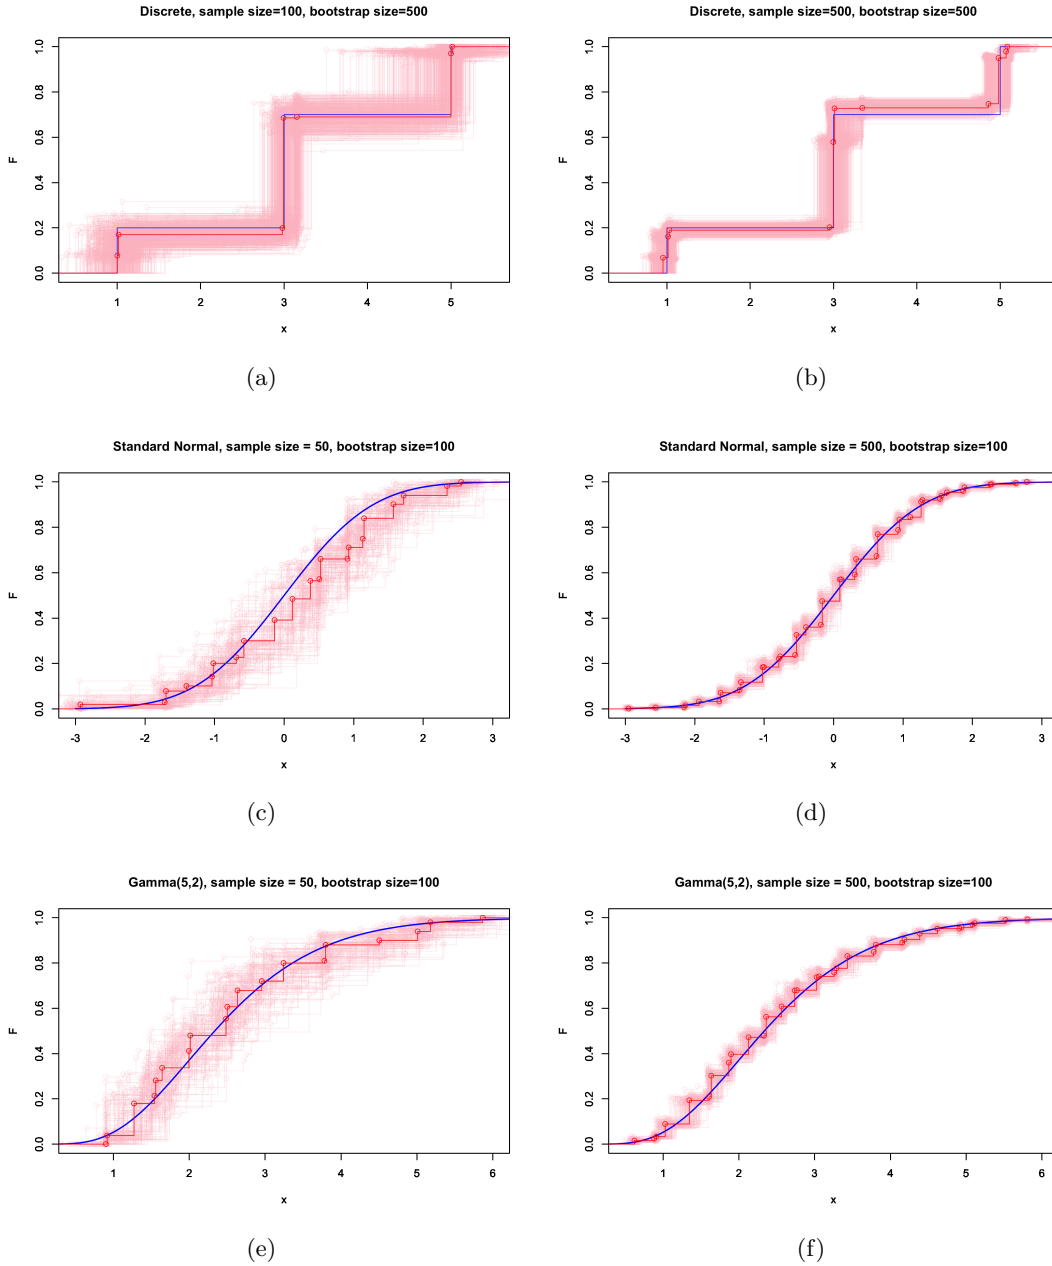 Discrete, sample size=100, bootstrap size=500
F
0.0 0.2 0.4 0.6 0.8 1.0
1 2 3 4 5
x
(a)
Discrete, sample size=500, bootstrap size=500
F
0.0 0.2 0.4 0.6 0.8 1.0
1 2 3 4 5
x
(b)
Standard Normal, sample size = 50, bootstrap size=100
F
0.0 0.2 0.4 0.6 0.8 1.0
-3 -2 -1 0 1 2 3
x
(c)
Standard Normal, sample size = 500, bootstrap size=100
F
0.0 0.2 0.4 0.6 0.8 1.0
-3 -2 -1 0 1 2 3
x
(d)
Gamma(5,2), sample size = 50, bootstrap size=100
F
0.0 0.2 0.4 0.6 0.8 1.0
1 2 3 4 5 6
x
(e)
Gamma(5,2), sample size = 500, bootstrap size=100
F
0.0 0.2 0.4 0.6 0.8 1.0
1 2 3 4 5 6
x
(f)